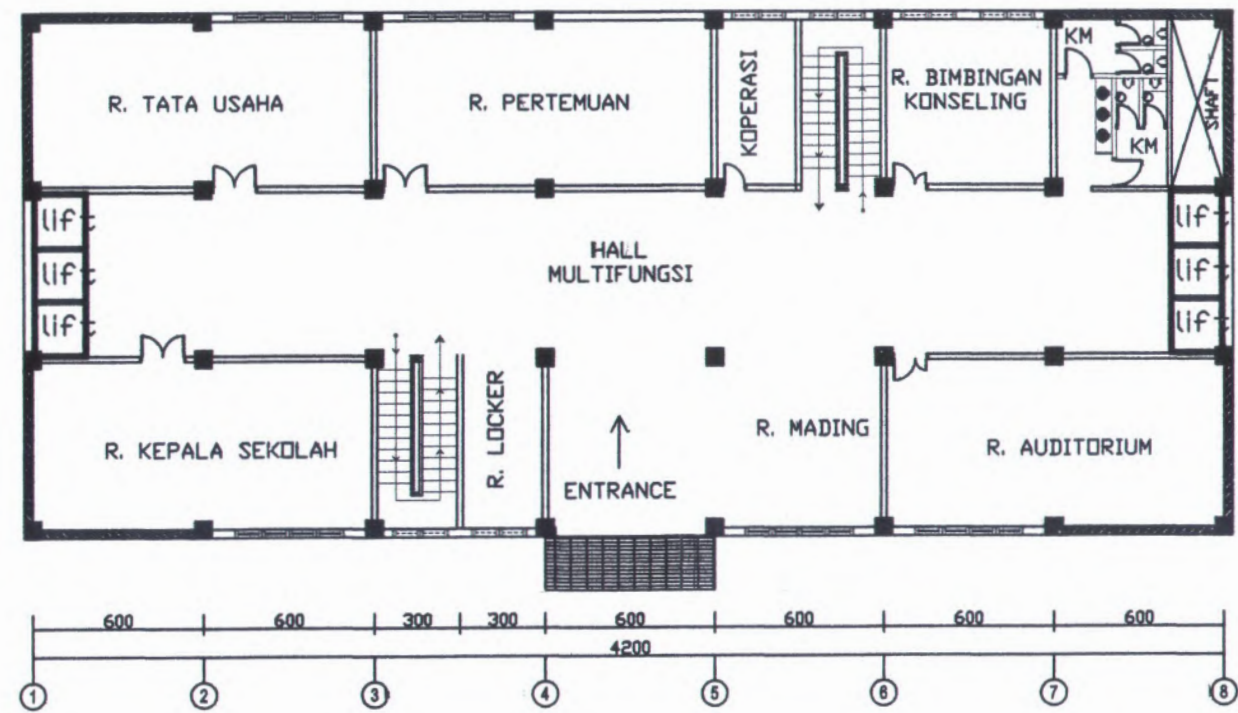 R. TATA USAHA
R. PERTEMUAN
KOPERASI
R. BIMBINGAN
KONSELING
KM
KM
SHAFT
lift
lift
lift
HALL
MULTIFUNGSI
lift
lift
lift
R. KEPALA SEKOLAH
R. LOCKER
ENTRANCE
R. MADING
R. AUDITORIUM
600 600 300 300 600 600 600 600
4200
1 2 3 4 5 6 7 8